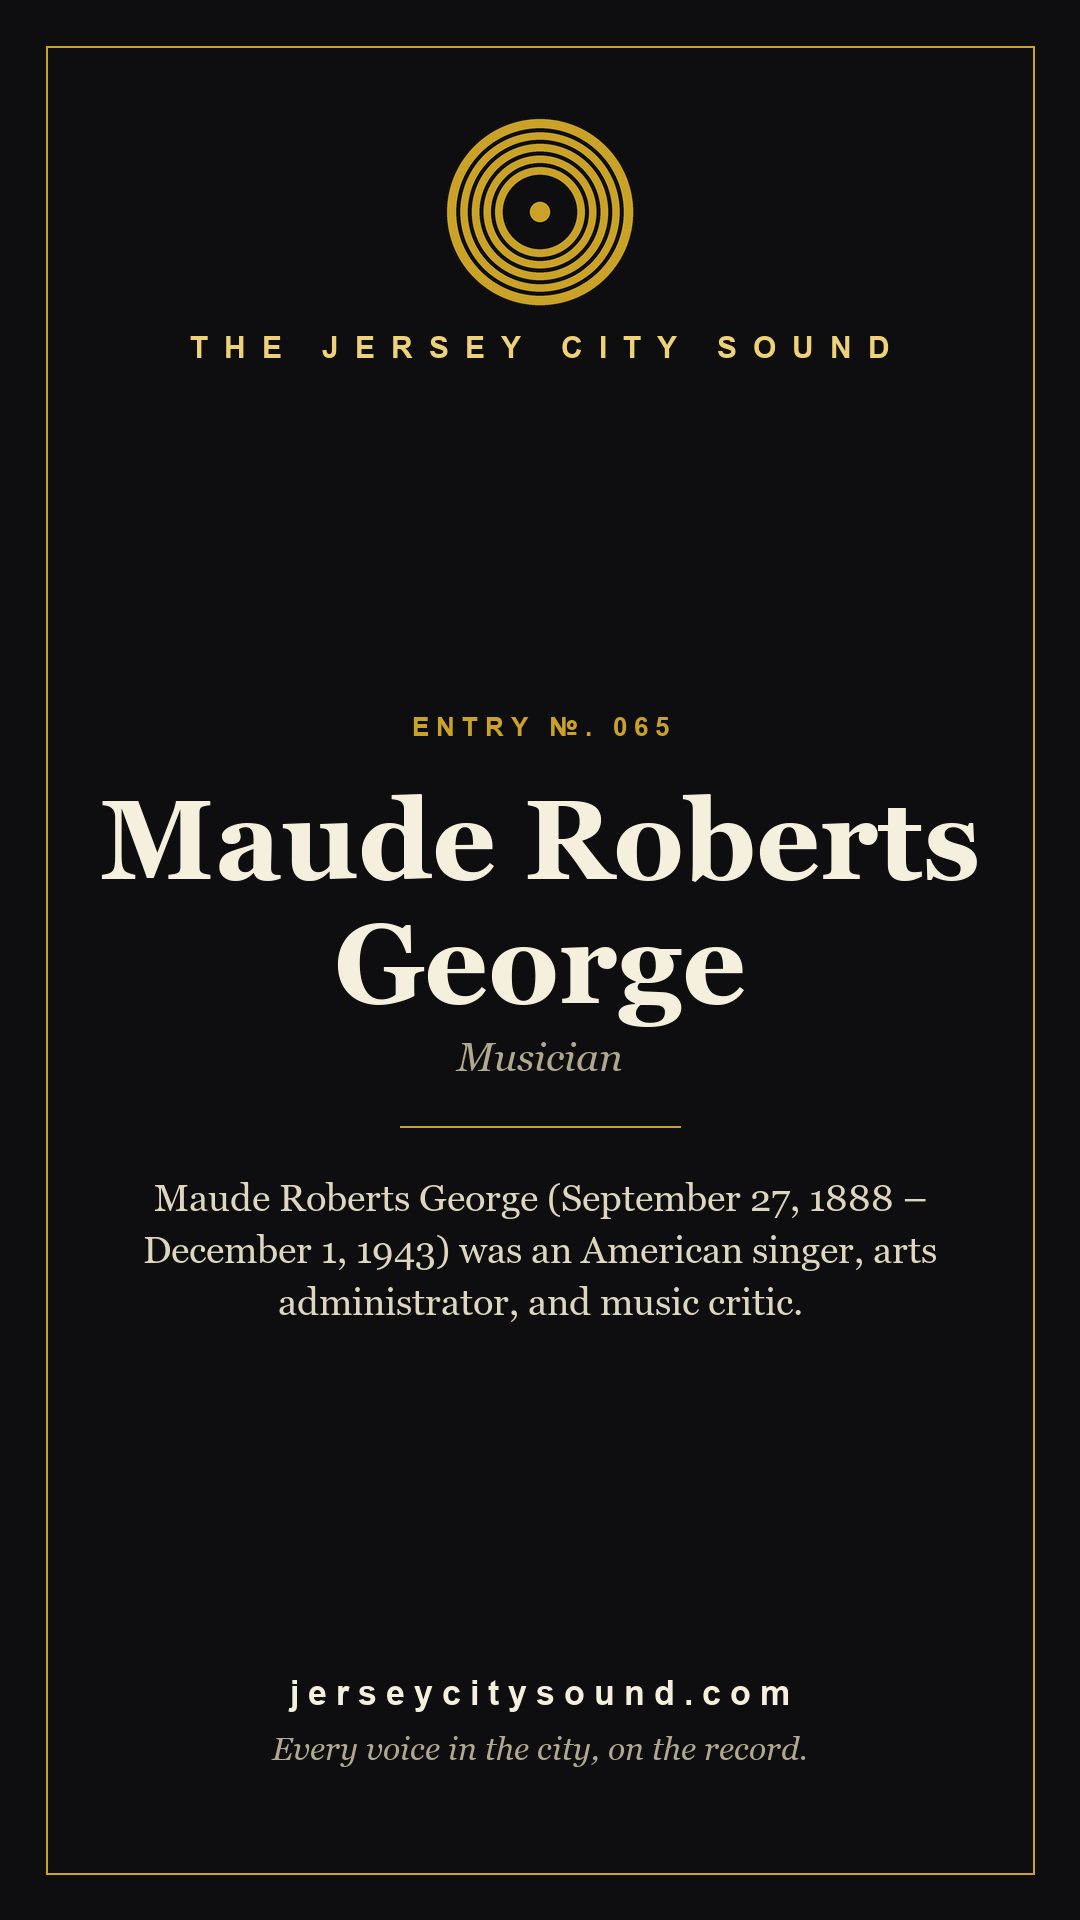 THE JERSEY CITY SOUND
ENTRY №. 065
Maude Roberts
George
Musician
Maude Roberts George (September 27, 1888 –
December 1, 1943) was an American singer, arts
administrator, and music critic.
jerseycitysound.com
Every voice in the city, on the record.